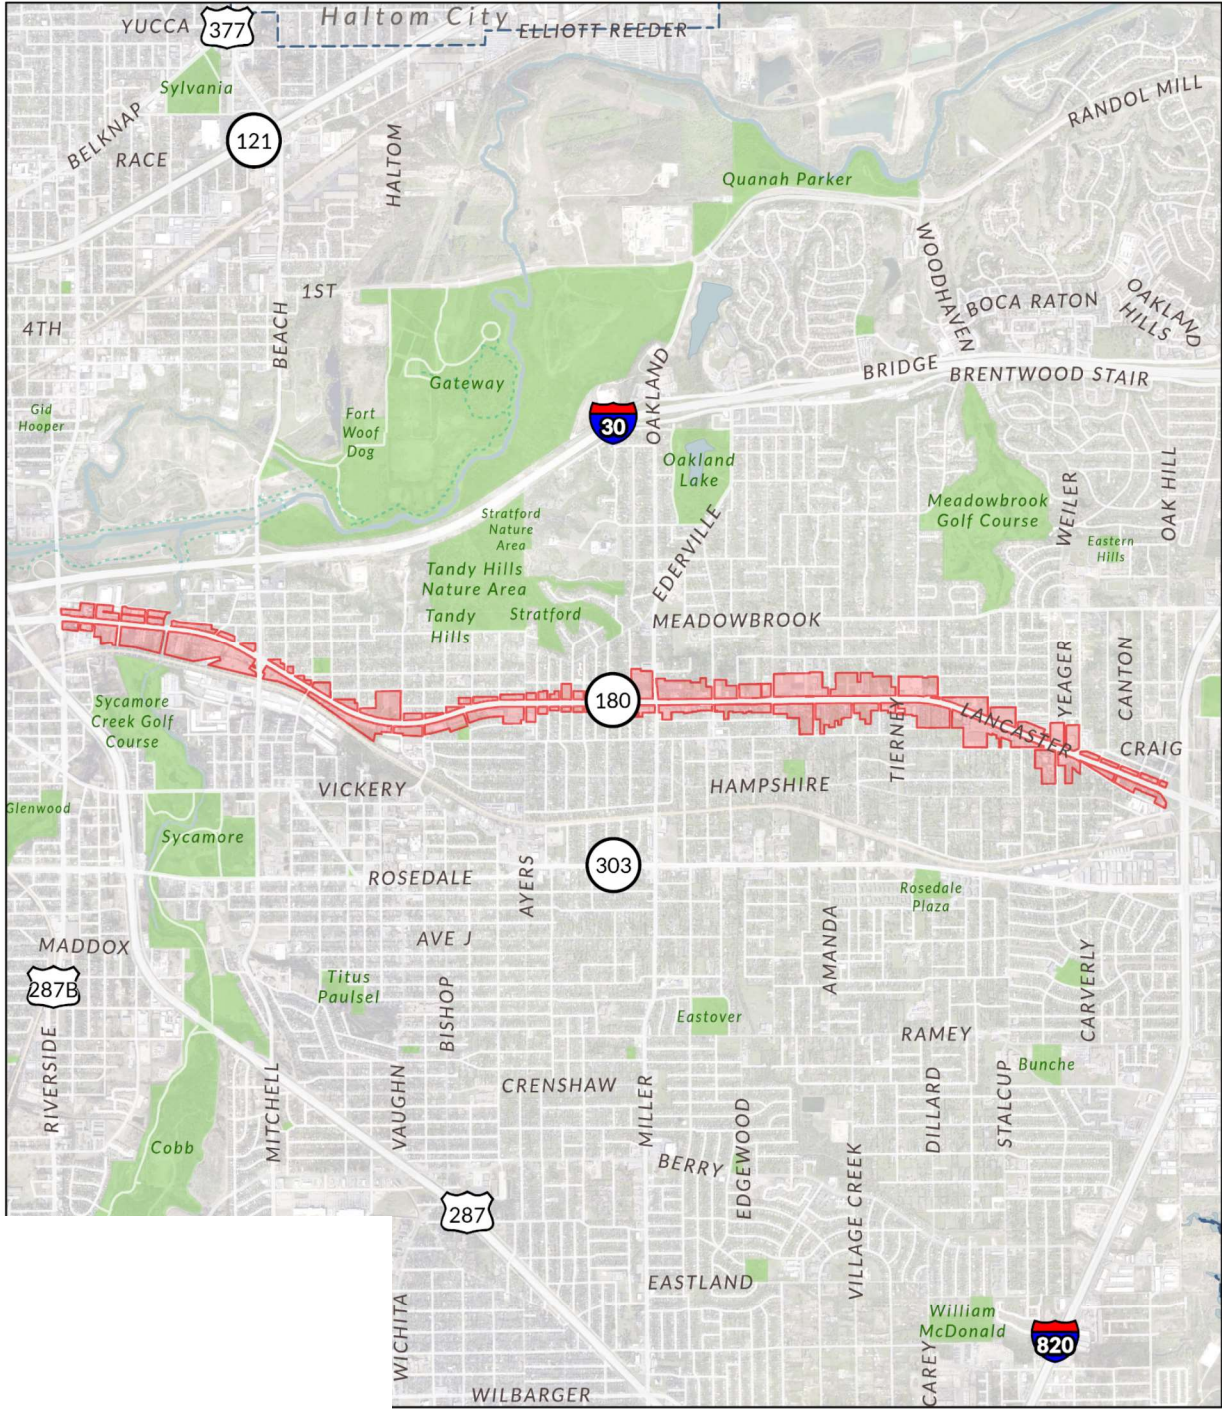 YUCCA
377
Haltom City
ELLIOTT REEDER
Sylvania
RANDOL MILL
BELKNAP
RACE
121
HALTOM
Quanah Parker
WOODHAVEN
1ST
BOCA RATON
OAKLAND
HILLS
4TH
BEACH
BRIDGE
BRENTWOOD STAIR
Gateway
OAKLAND
Gid
Hooper
Fort
Woof
Dog
30
Oakland
Lake
Meadowbrook
Golf Course
WEILER
OAK HILL
Stratford
Nature
Area
EDERVILLE
Eastern
Hills
Tandy Hills
Nature Area
Tandy
Hills
Stratford
MEADOWBROOK
YEAGER
CANTON
Sycamore
Creek Golf
Course
180
TIERNEY
LANCASTER
CRAIG
VICKERY
HAMPSHIRE
Glenwood
Sycamore
303
ROSEDALE
AYERS
Rosedale
Plaza
MADDOX
AVE J
AMANDA
CARVERLY
287B
Titus
Paulsel
BISHOP
Eastover
RAMEY
RIVERSIDE
Bunche
CRENSHAW
MITCHELL
VAUGHN
MILLER
DILLARD
STALCUP
Cobb
BERRY
EDGEWOOD
VILLAGE CREEK
287
EASTLAND
William
McDonald
WICHITA
820
CAREY
WILBARGER